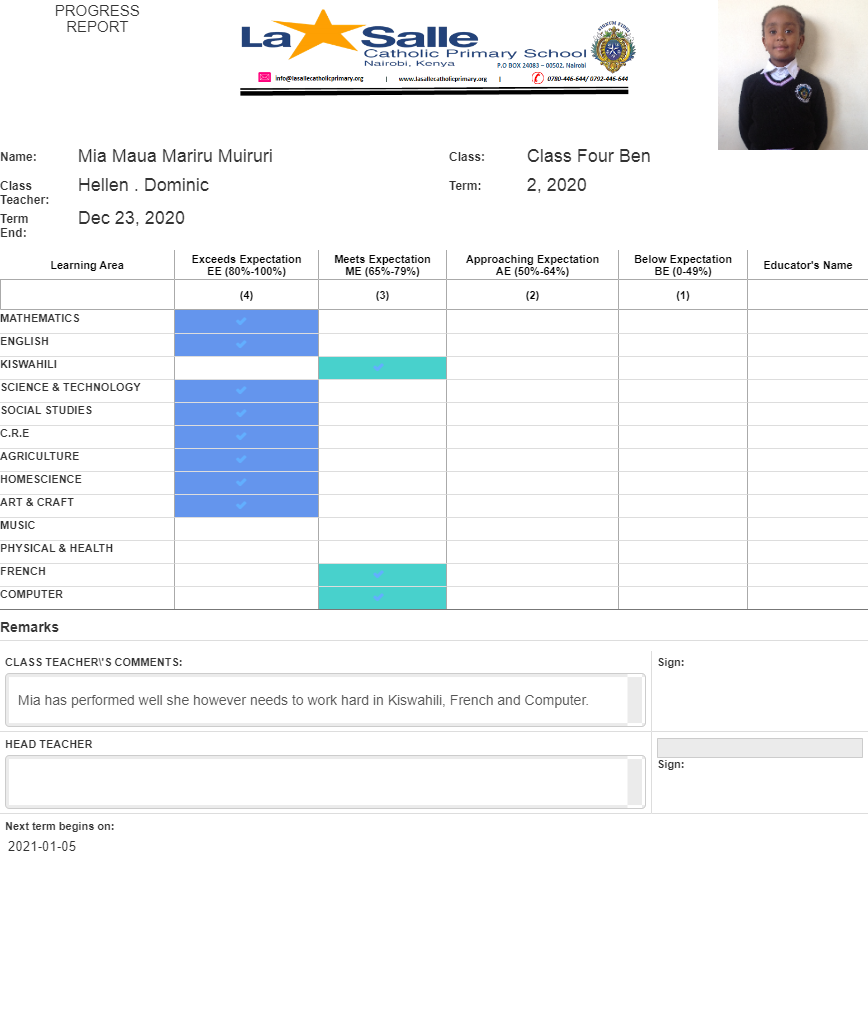 PROGRESS
REPORT
La Salle
Catholic Primary School
Nairobi, Kenya
P.O BOX 24083 – 00502, Nairobi
info@lasallecatholicprimary.org | www.lasallecatholicprimary.org | 0780-446-644/ 0792-446-644
Name: Mia Maua Mariru Muiruri Class: Class Four Ben
Class Teacher: Hellen . Dominic Term: 2, 2020
Term End: Dec 23, 2020
Learning Area Exceeds Expectation EE (80%-100%) Meets Expectation ME (65%-79%) Approaching Expectation AE (50%-64%) Below Expectation BE (0-49%) Educator's Name
(4) (3) (2) (1)
MATHEMATICS
ENGLISH
KISWAHILI
SCIENCE & TECHNOLOGY
SOCIAL STUDIES
C.R.E
AGRICULTURE
HOMESCIENCE
ART & CRAFT
MUSIC
PHYSICAL & HEALTH
FRENCH
COMPUTER
Remarks
CLASS TEACHER\'S COMMENTS: Sign:
Mia has performed well she however needs to work hard in Kiswahili, French and Computer.
HEAD TEACHER
Sign:
Next term begins on:
2021-01-05